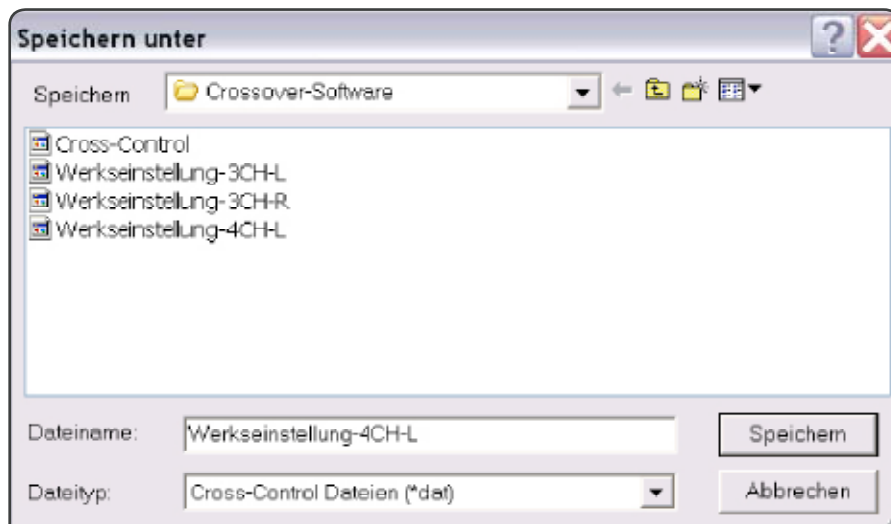 Speichern unter
Speichern Crossover-Software
Cross-Control
Werkseinstellung-3CH-L
Werkseinstellung-3CH-R
Werkseinstellung-4CH-L
Dateiname: Werkseinstellung-4CH-L Speichern
Dateityp: Cross-Control Dateien (*dat) Abbrechen